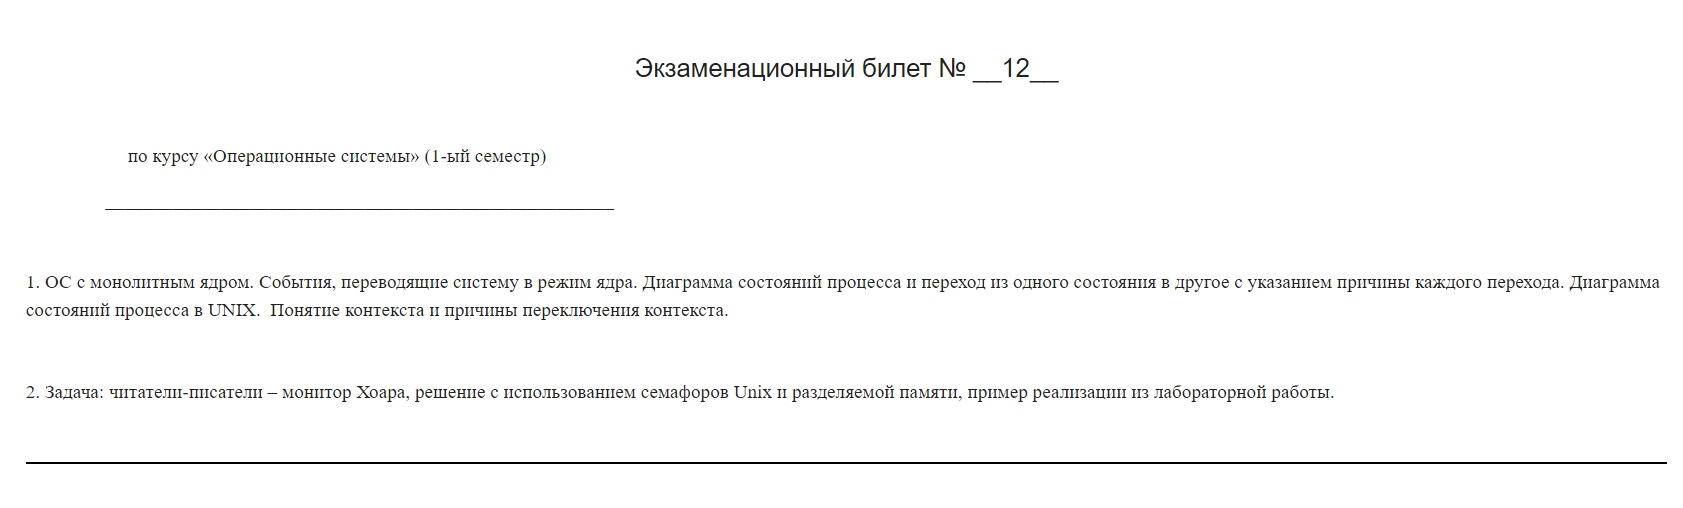 Экзаменационный билет № __12__
по курсу «Операционные системы» (1-ый семестр)
1. ОС с монолитным ядром. События, переводящие систему в режим ядра. Диаграмма состояний процесса и переход из одного состояния в другое с указанием причины каждого перехода. Диаграмма
состояний процесса в UNIX.  Понятие контекста и причины переключения контекста.
2. Задача: читатели-писатели – монитор Хоара, решение с использованием семафоров Unix и разделяемой памяти, пример реализации из лабораторной работы.